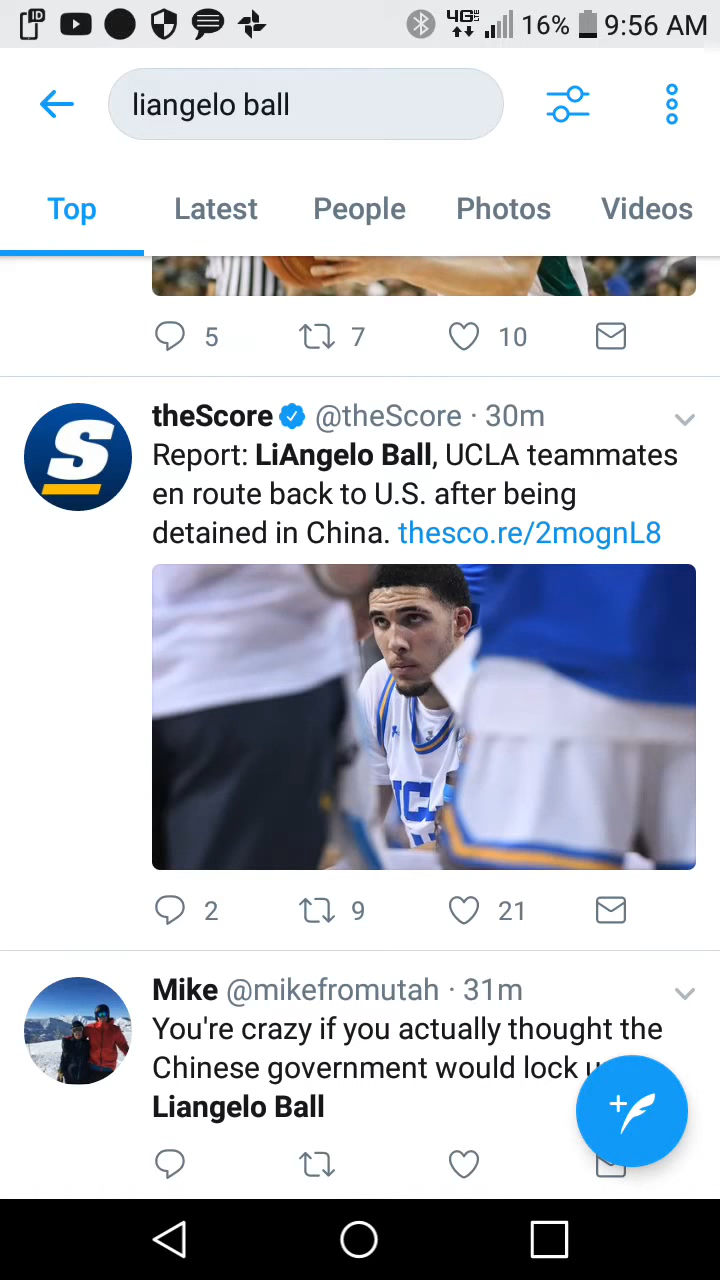 4G LTE 16% 9:56 AM
liangelo ball
Top Latest People Photos Videos
5 7 10
theScore @theScore · 30m
Report: LiAngelo Ball, UCLA teammates
en route back to U.S. after being
detained in China. thesco.re/2mognL8
2 9 21
Mike @mikefromutah · 31m
You're crazy if you actually thought the
Chinese government would lock
Liangelo Ball